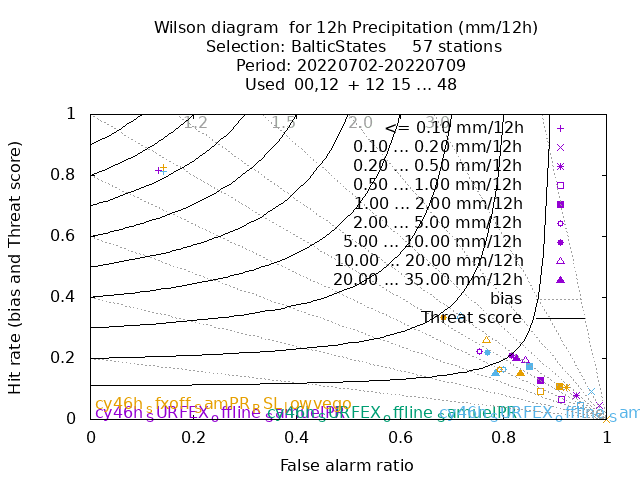 Wilson diagram for 12h Precipitation (mm/12h)
Selection: BalticStates 57 stations
Period: 20220702-20220709
Used 00,12 + 12 15 ... 48
Hit rate (bias and Threat score)
1
0.8
0.6
0.4
0.2
0
1.2 1.5 2.0 3.0
<= 0.10 mm/12h
0.10 ... 0.20 mm/12h
0.20 ... 0.50 mm/12h
0.50 ... 1.00 mm/12h
1.00 ... 2.00 mm/12h
2.00 ... 5.00 mm/12h
5.00 ... 10.00 mm/12h
10.00 ... 20.00 mm/12h
20.00 ... 35.00 mm/12h
bias
Threat score
0 0.2 0.4 0.6 0.8 1
False alarm ratio